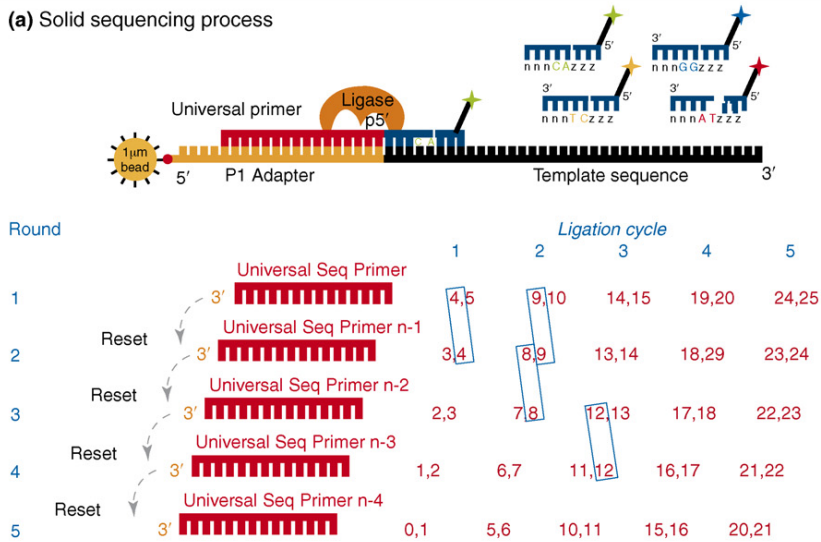 (a) Solid sequencing process
5′
nnnCAzzz
3′
5′
nnnGGzzz
3′
5′
nnnTCzzz
3′
5′
nnnATzzz
Universal primer
Ligase
p5′
CA
1μm
bead
5′
P1 Adapter
Template sequence
3′
Round
Ligation cycle
1 2 3 4 5
Universal Seq Primer
1 3′ 4,5 9,10 14,15 19,20 24,25
Reset
Universal Seq Primer n-1
2 3′ 3,4 8,9 13,14 18,29 23,24
Reset
Universal Seq Primer n-2
3 3′ 2,3 7,8 12,13 17,18 22,23
Reset
Universal Seq Primer n-3
4 3′ 1,2 6,7 11,12 16,17 21,22
Reset
Universal Seq Primer n-4
5 3′ 0,1 5,6 10,11 15,16 20,21